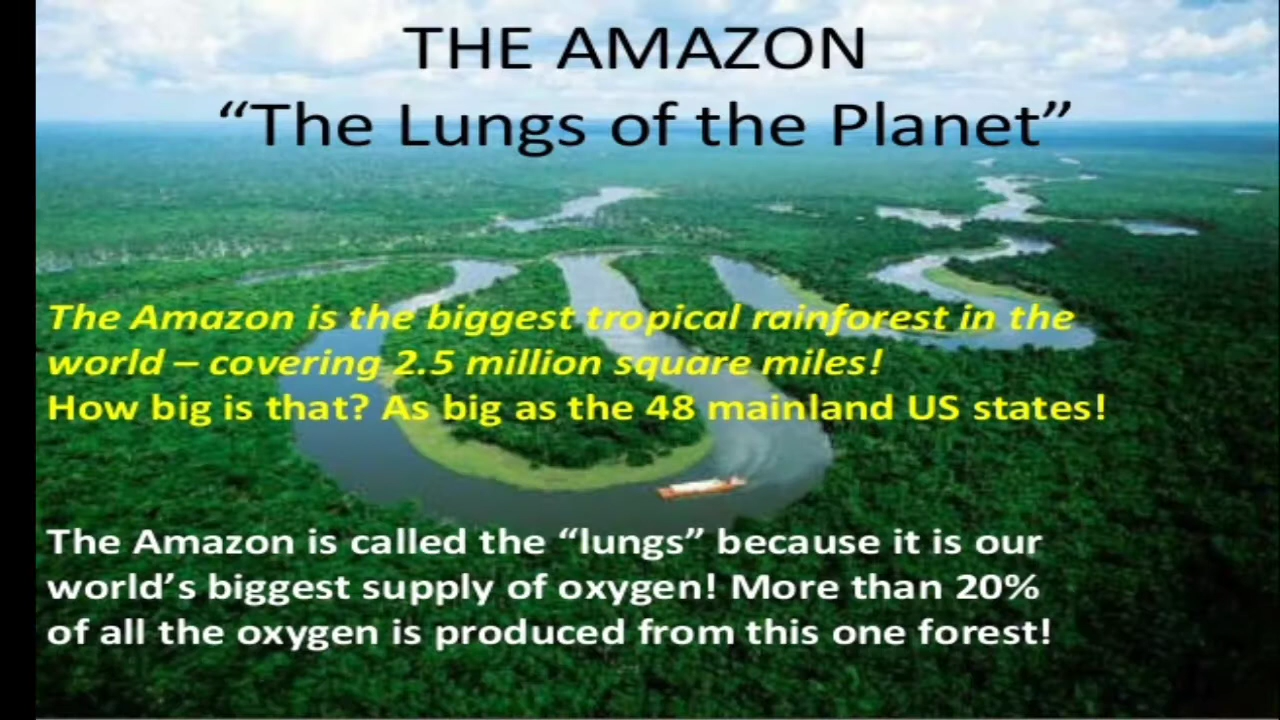 THE AMAZON
“The Lungs of the Planet”
The Amazon is the biggest tropical rainforest in the
world – covering 2.5 million square miles!
How big is that? As big as the 48 mainland US states!
The Amazon is called the “lungs” because it is our
world’s biggest supply of oxygen! More than 20%
of all the oxygen is produced from this one forest!